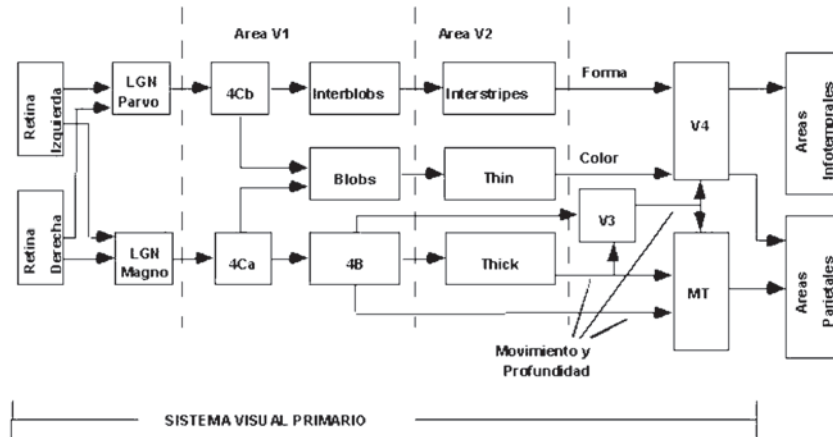 Area V1
Area V2
Retina
Izquierda
LGN
Parvo
4Cb
Interblobs
Interstripes
Forma
V4
Areas
Infotemporales
Blobs
Thin
Color
Retina
Derecha
LGN
Magno
4Ca
4B
Thick
V3
MT
Areas
Parietales
Movimiento y
Profundidad
SISTEMA VISUAL PRIMARIO